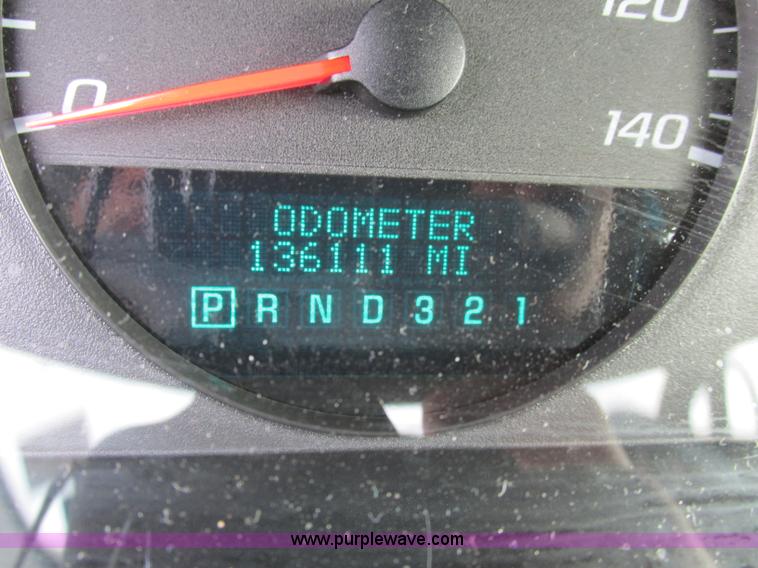 120
0
140
ODOMETER
136111 MI
P R N D 3 2 1
www.purplewave.com